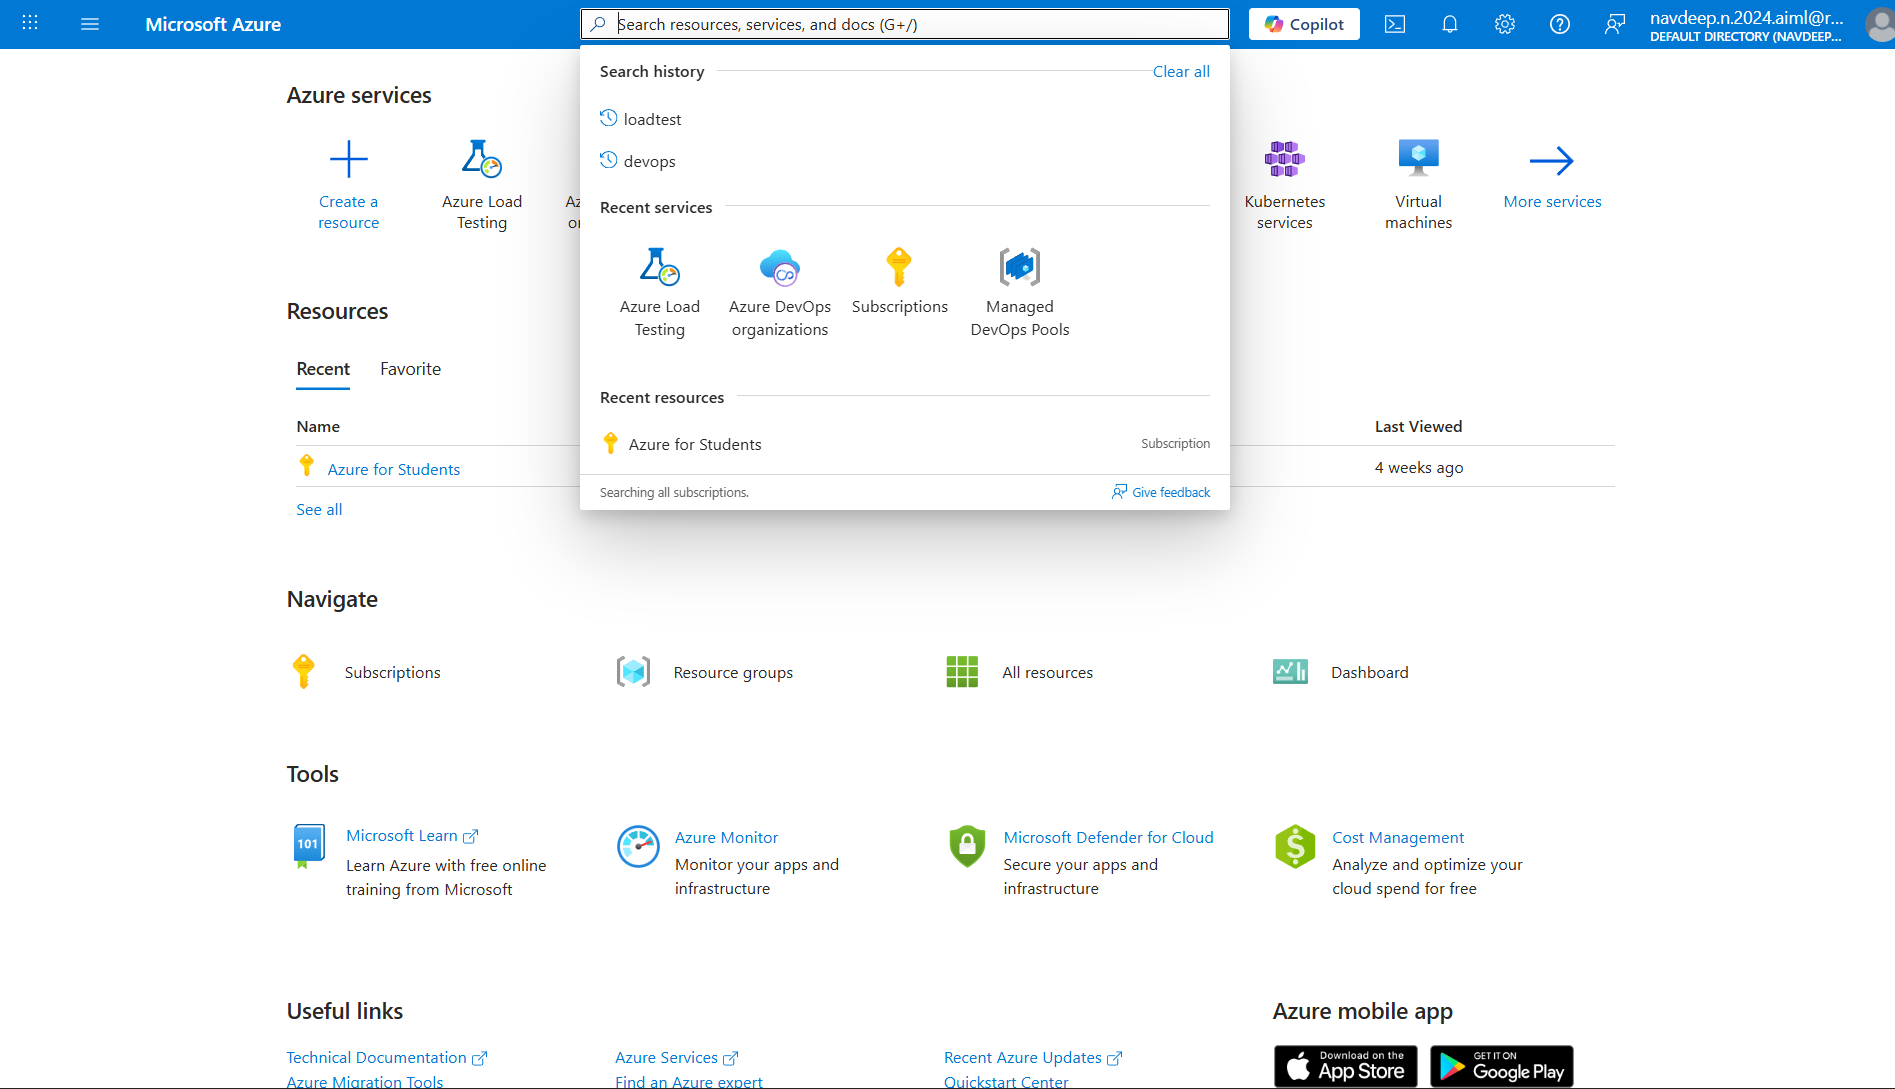 Microsoft Azure
Search resources, services, and docs (G+/)
Copilot
navdeep.n.2024.aiml@r...
DEFAULT DIRECTORY (NAVDEEP...
Search history
Clear all
loadtest
devops
Recent services
Azure Load
Testing
Azure DevOps
organizations
Subscriptions
Managed
DevOps Pools
Recent resources
Azure for Students
Subscription
Searching all subscriptions.
Give feedback
Azure services
Create a
resource
Azure Load
Testing
Az
or
Kubernetes
services
Virtual
machines
More services
Resources
Recent
Favorite
Name
Last Viewed
Azure for Students
4 weeks ago
See all
Navigate
Subscriptions
Resource groups
All resources
Dashboard
Tools
101
Microsoft Learn
Learn Azure with free online
training from Microsoft
Azure Monitor
Monitor your apps and
infrastructure
Microsoft Defender for Cloud
Secure your apps and
infrastructure
Cost Management
Analyze and optimize your
cloud spend for free
Useful links
Technical Documentation
Azure Services
Recent Azure Updates
Azure Migration Tools
Find an Azure expert
Quickstart Center
Azure mobile app
Download on the
App Store
GET IT ON
Google Play